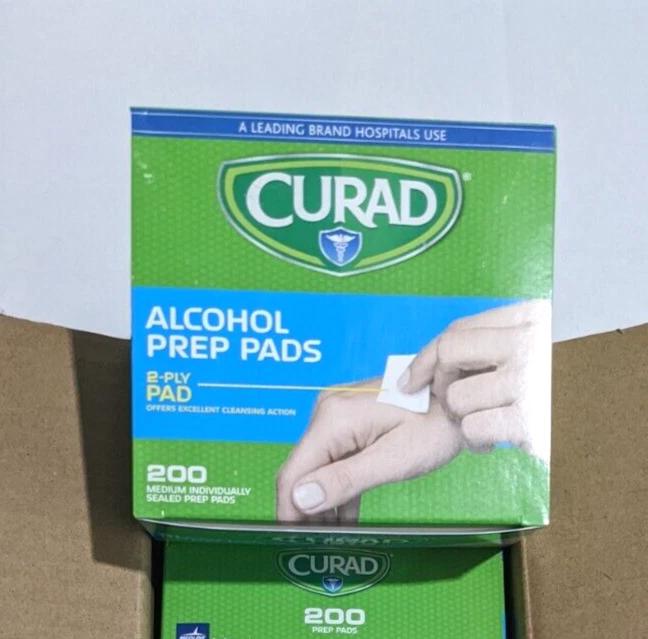 A LEADING BRAND HOSPITALS USE
CURAD®
ALCOHOL
PREP PADS
2-PLY
PAD
OFFERS EXCELLENT CLEANSING ACTION
200
MEDIUM INDIVIDUALLY
SEALED PREP PADS
CURAD
200
PREP PADS